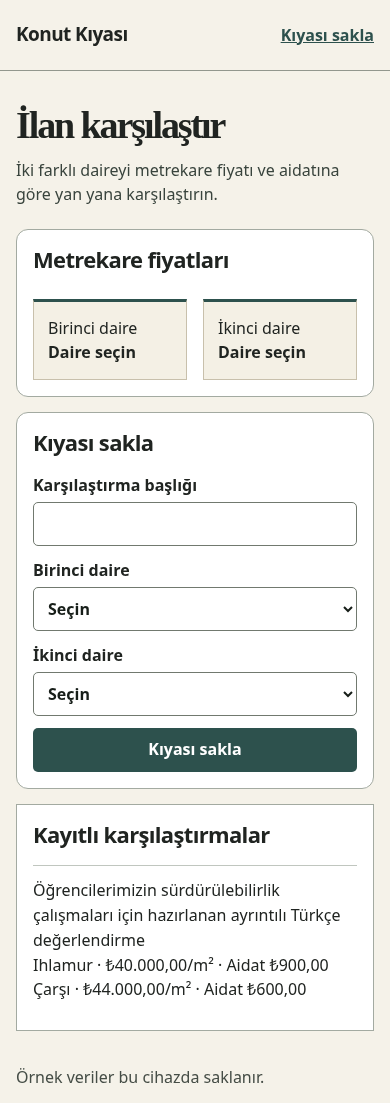 Konut Kıyası
Kıyası sakla
İlan karşılaştır
İki farklı daireyi metrekare fiyatı ve aidatına
göre yan yana karşılaştırın.
Metrekare fiyatları
Birinci daire
Daire seçin
İkinci daire
Daire seçin
Kıyası sakla
Karşılaştırma başlığı
Birinci daire
Seçin
İkinci daire
Seçin
Kıyası sakla
Kayıtlı karşılaştırmalar
Öğrencilerimizin sürdürülebilirlik
çalışmaları için hazırlanan ayrıntılı Türkçe
değerlendirme
Ihlamur · ₺40.000,00/m² · Aidat ₺900,00
Çarşı · ₺44.000,00/m² · Aidat ₺600,00
Örnek veriler bu cihazda saklanır.